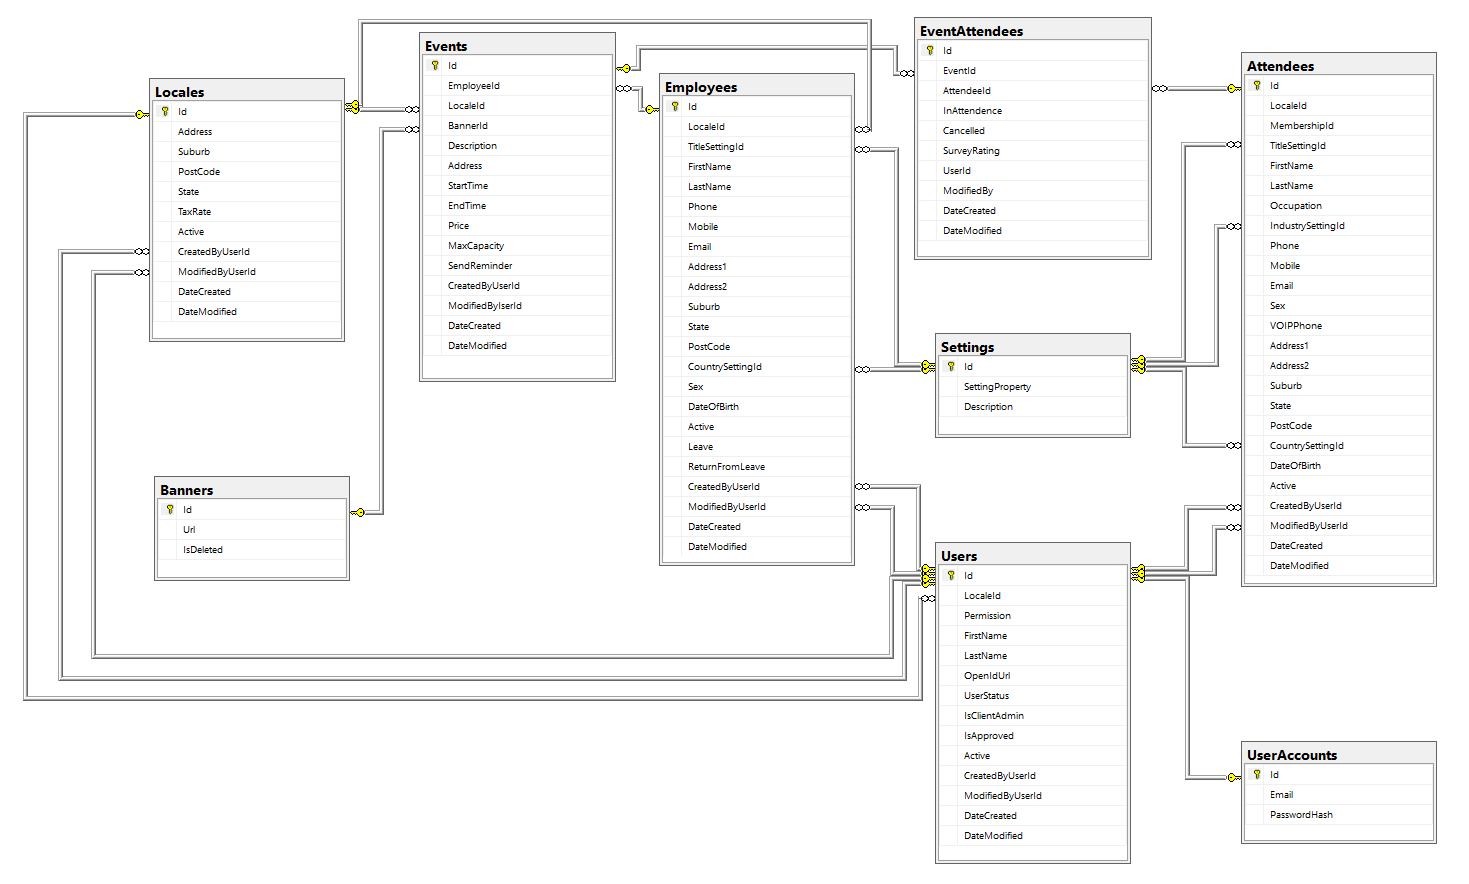 Locales
Id
Address
Suburb
PostCode
State
TaxRate
Active
CreatedByUserId
ModifiedByUserId
DateCreated
DateModified
Events
Id
EmployeeId
LocaleId
BannerId
Description
Address
StartTime
EndTime
Price
MaxCapacity
SendReminder
CreatedByUserId
ModifiedByIserId
DateCreated
DateModified
Employees
Id
LocaleId
TitleSettingId
FirstName
LastName
Phone
Mobile
Email
Address1
Address2
Suburb
State
PostCode
CountrySettingId
Sex
DateOfBirth
Active
Leave
ReturnFromLeave
CreatedByUserId
ModifiedByUserId
DateCreated
DateModified
EventAttendees
Id
EventId
AttendeeId
InAttendence
Cancelled
SurveyRating
UserId
ModifiedBy
DateCreated
DateModified
Attendees
Id
LocaleId
MembershipId
TitleSettingId
FirstName
LastName
Occupation
IndustrySettingId
Phone
Mobile
Email
Sex
VOIPPhone
Address1
Address2
Suburb
State
PostCode
CountrySettingId
DateOfBirth
Active
CreatedByUserId
ModifiedByUserId
DateCreated
DateModified
Settings
Id
SettingProperty
Description
Banners
Id
Url
IsDeleted
Users
Id
LocaleId
Permission
FirstName
LastName
OpenIdUrl
UserStatus
IsClientAdmin
IsApproved
Active
CreatedByUserId
ModifiedByUserId
DateCreated
DateModified
UserAccounts
Id
Email
PasswordHash